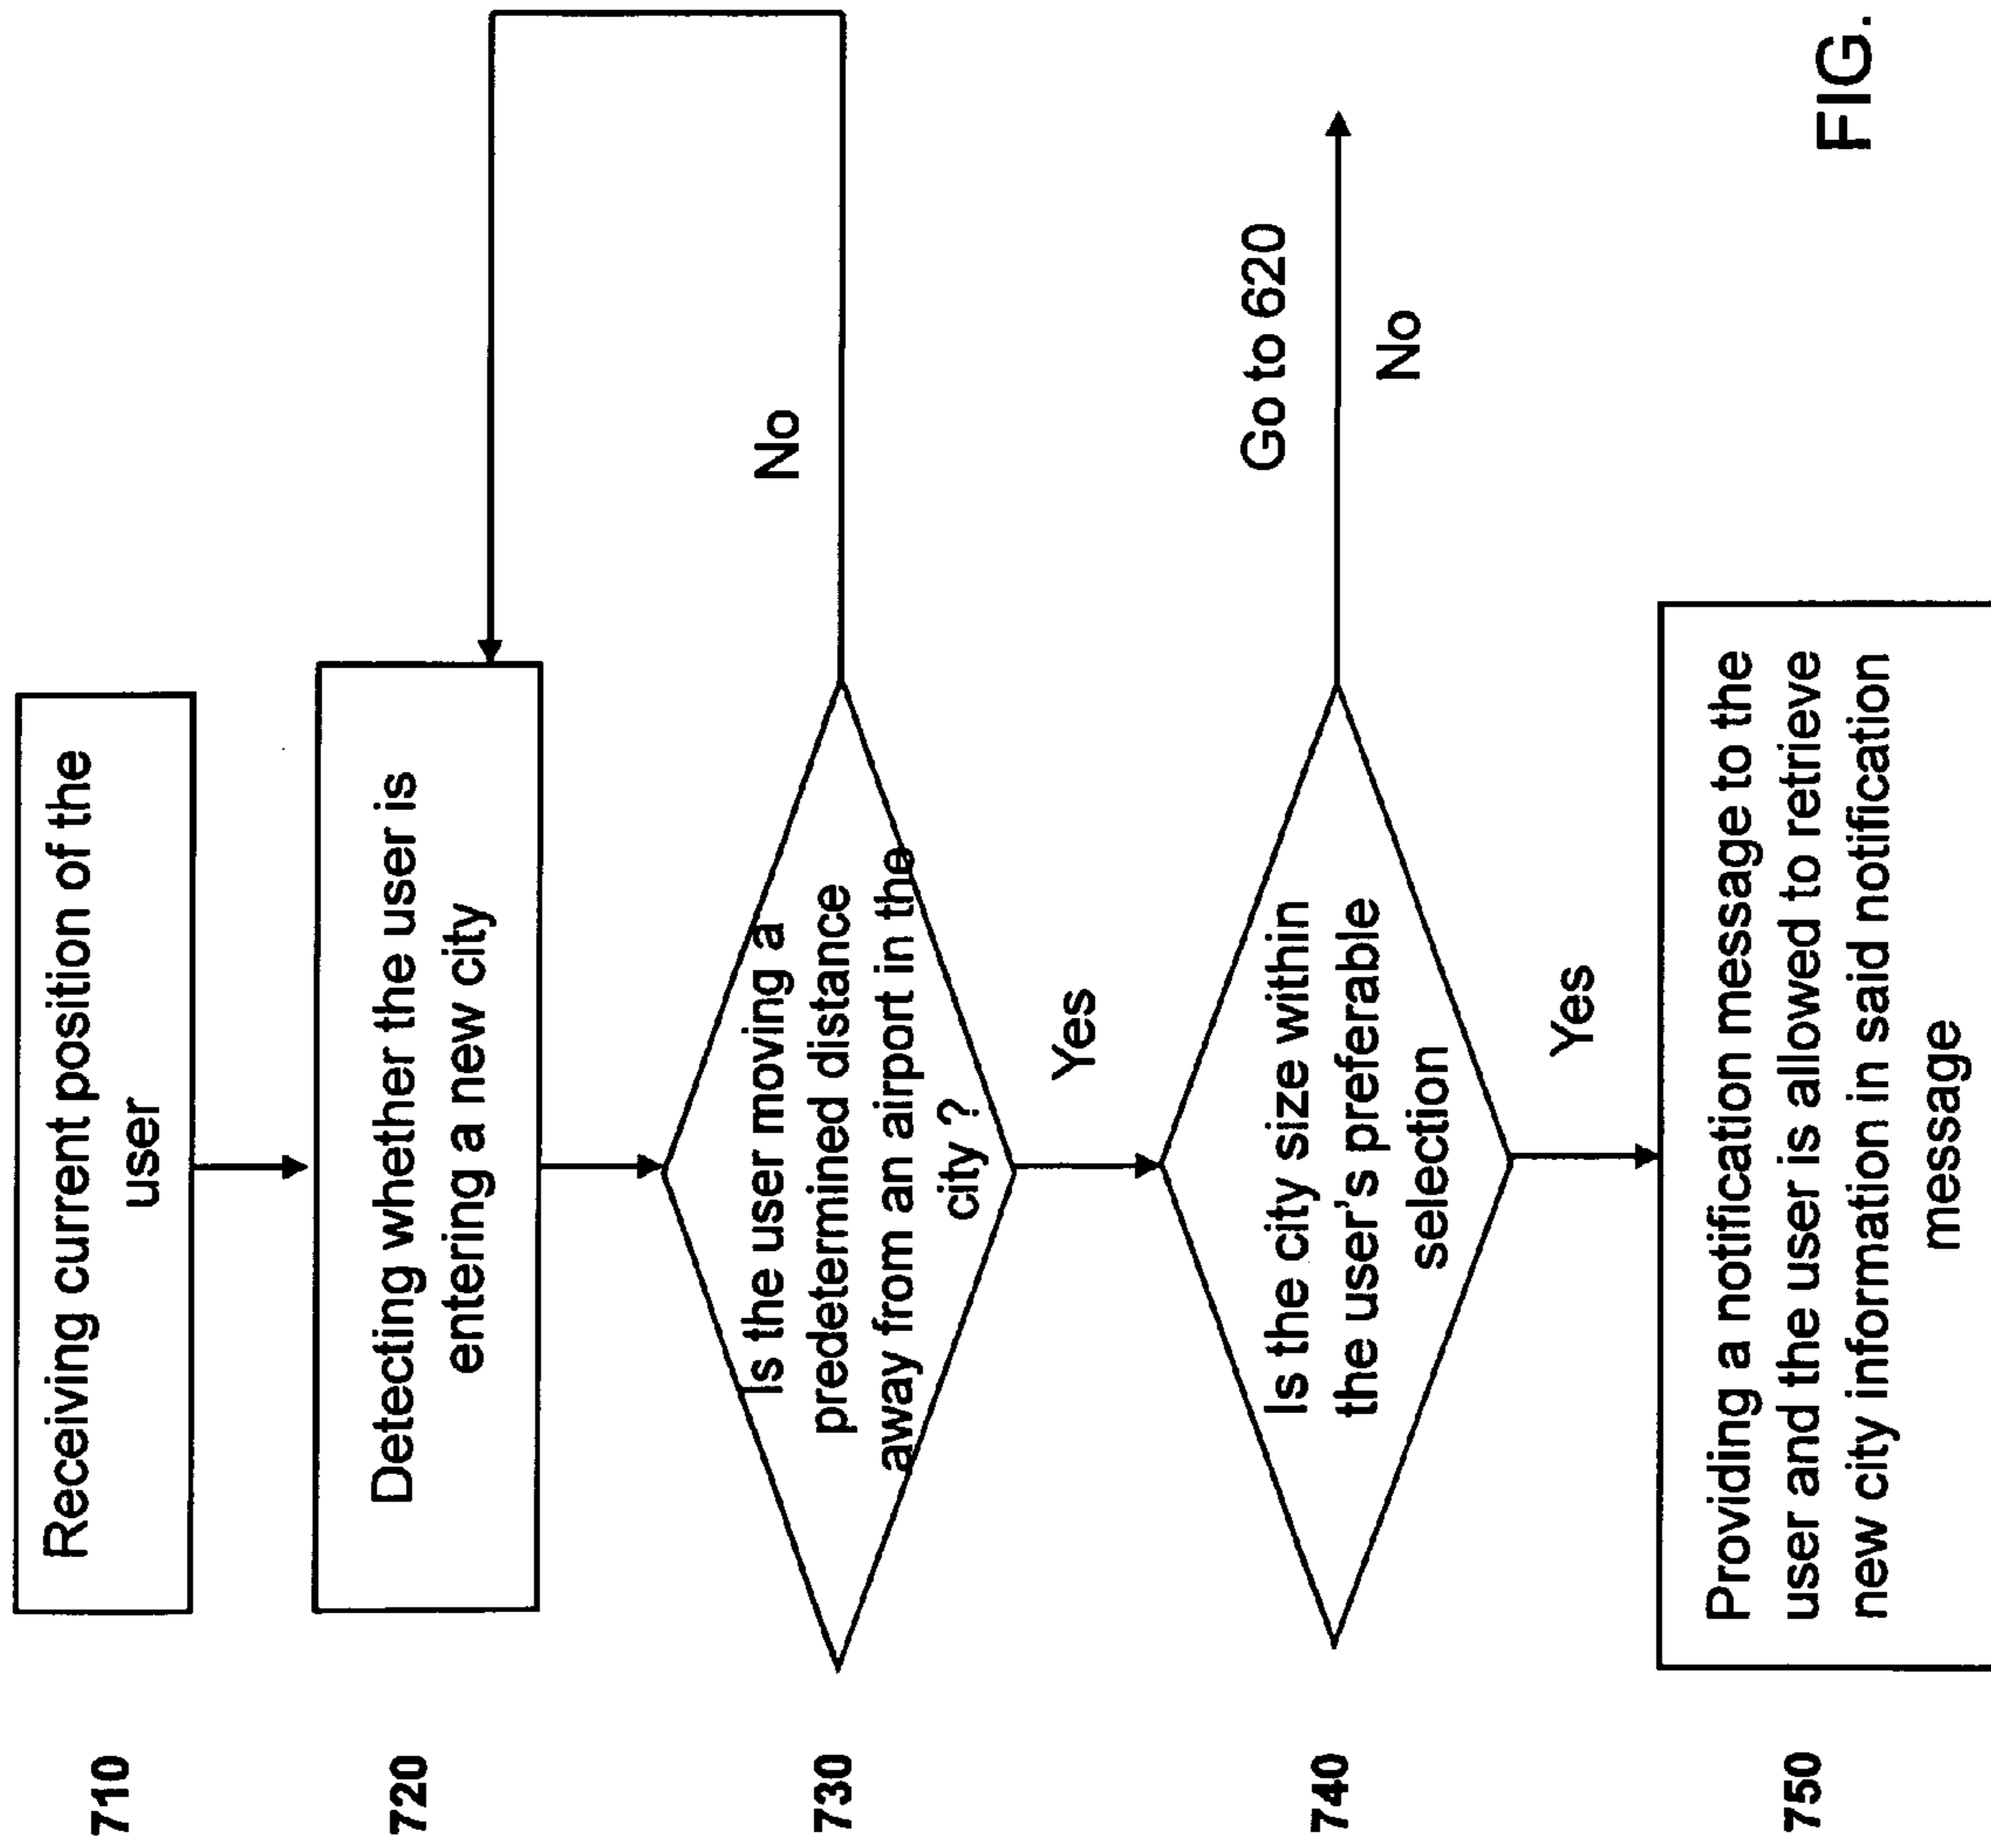 710
Receiving current position of the
user
720
Detecting whether the user is
entering a new city
730
Is the user moving a
predetermined distance
away from an airport in the
city ?
No
Yes
740
Is the city size within
the user's preferable
selection
Go to 620
No
Yes
750
Providing a notification message to the
user and the user is allowed to retrieve
new city information in said notification
message
FIG.